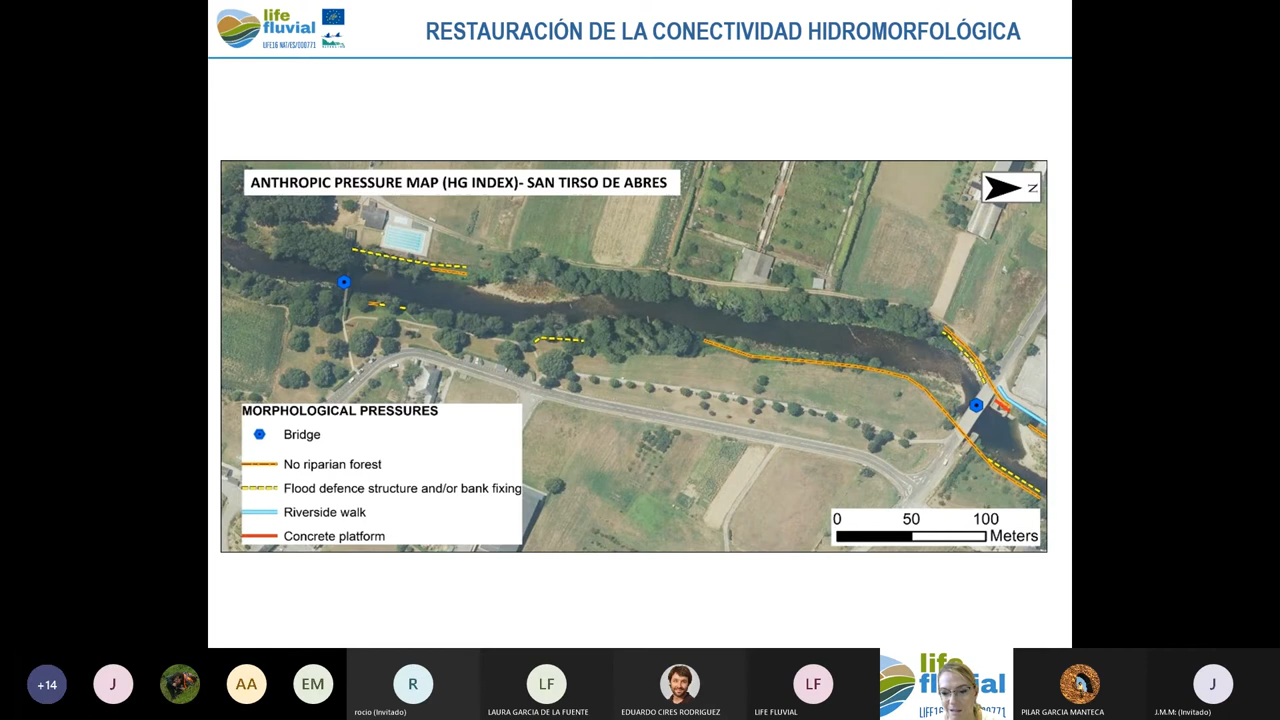 life
fluvial
LIFE16 NAT/ES/000771
RESTAURACIÓN DE LA CONECTIVIDAD HIDROMORFOLÓGICA
ANTHROPIC PRESSURE MAP (HG INDEX)- SAN TIRSO DE ABRES
N
MORPHOLOGICAL PRESSURES
Bridge
No riparian forest
Flood defence structure and/or bank fixing
Riverside walk
Concrete platform
0 50 100
Meters
+14
J
AA
EM
R
rocio (Invitado)
LF
LAURA GARCIA DE LA FUENTE
EDUARDO CIRES RODRIGUEZ
LF
LIFE FLUVIAL
PILAR GARCIA MANTECA
J
J.M.M: (Invitado)